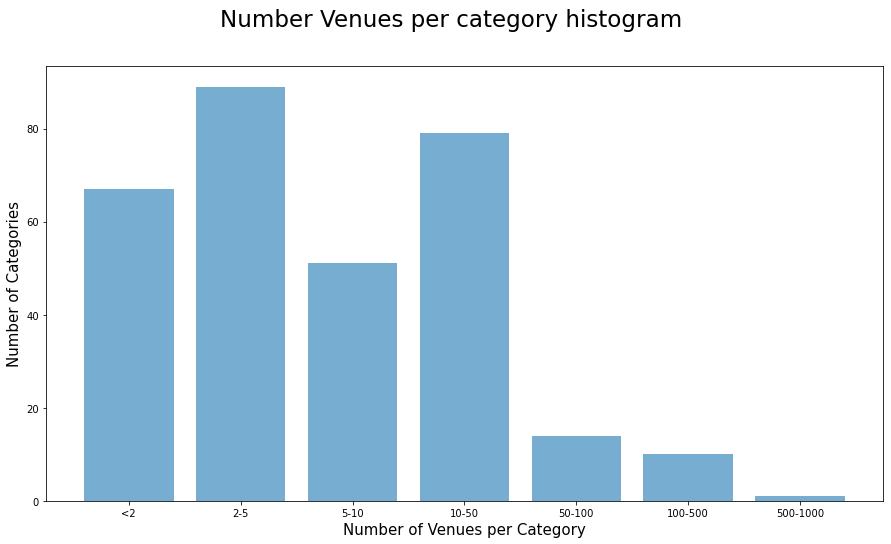 Number Venues per category histogram
Number of Categories
80
60
40
20
0
<2 2-5 5-10 10-50 50-100 100-500 500-1000
Number of Venues per Category